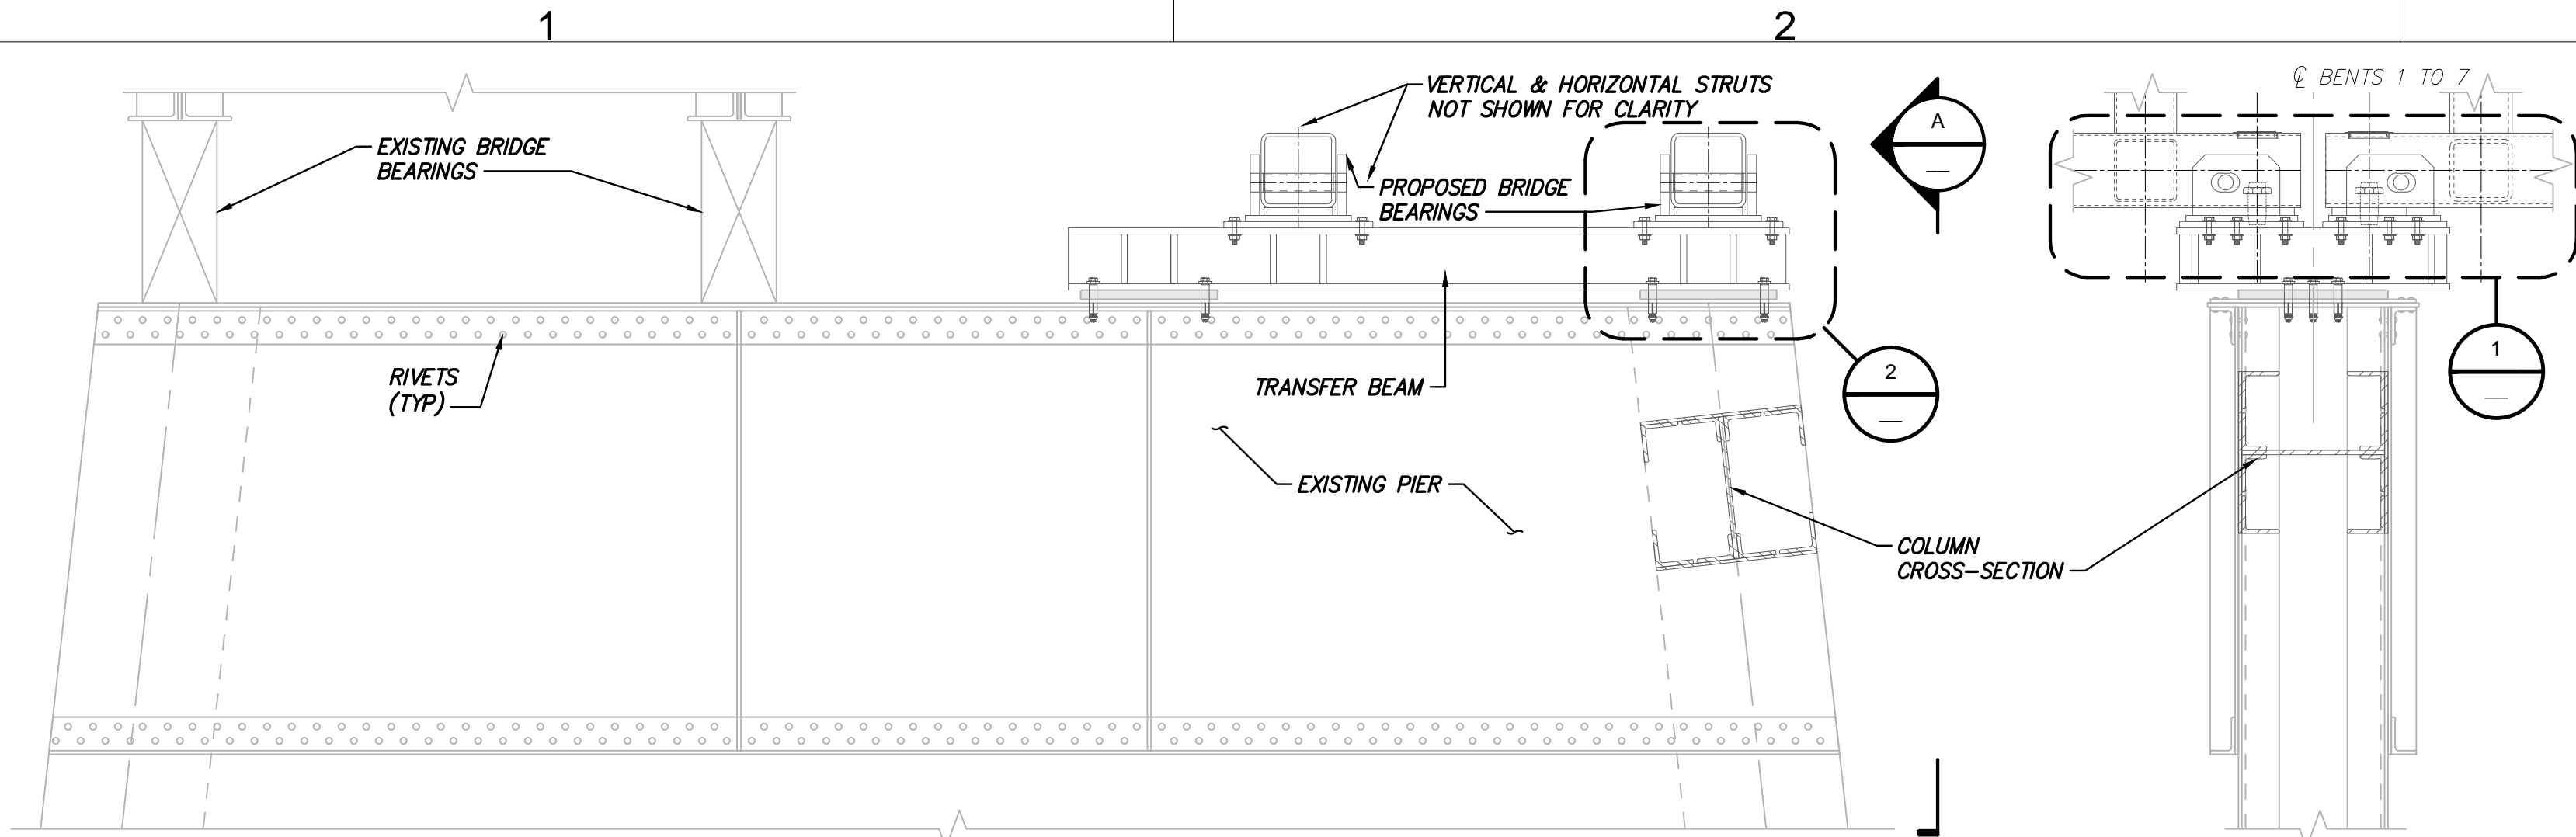 1
2
VERTICAL & HORIZONTAL STRUTS
NOT SHOWN FOR CLARITY
℄ BENTS 1 TO 7
EXISTING BRIDGE
BEARINGS
A
—
PROPOSED BRIDGE
BEARINGS
RIVETS
(TYP)
TRANSFER BEAM
2
—
1
—
EXISTING PIER
COLUMN
CROSS-SECTION